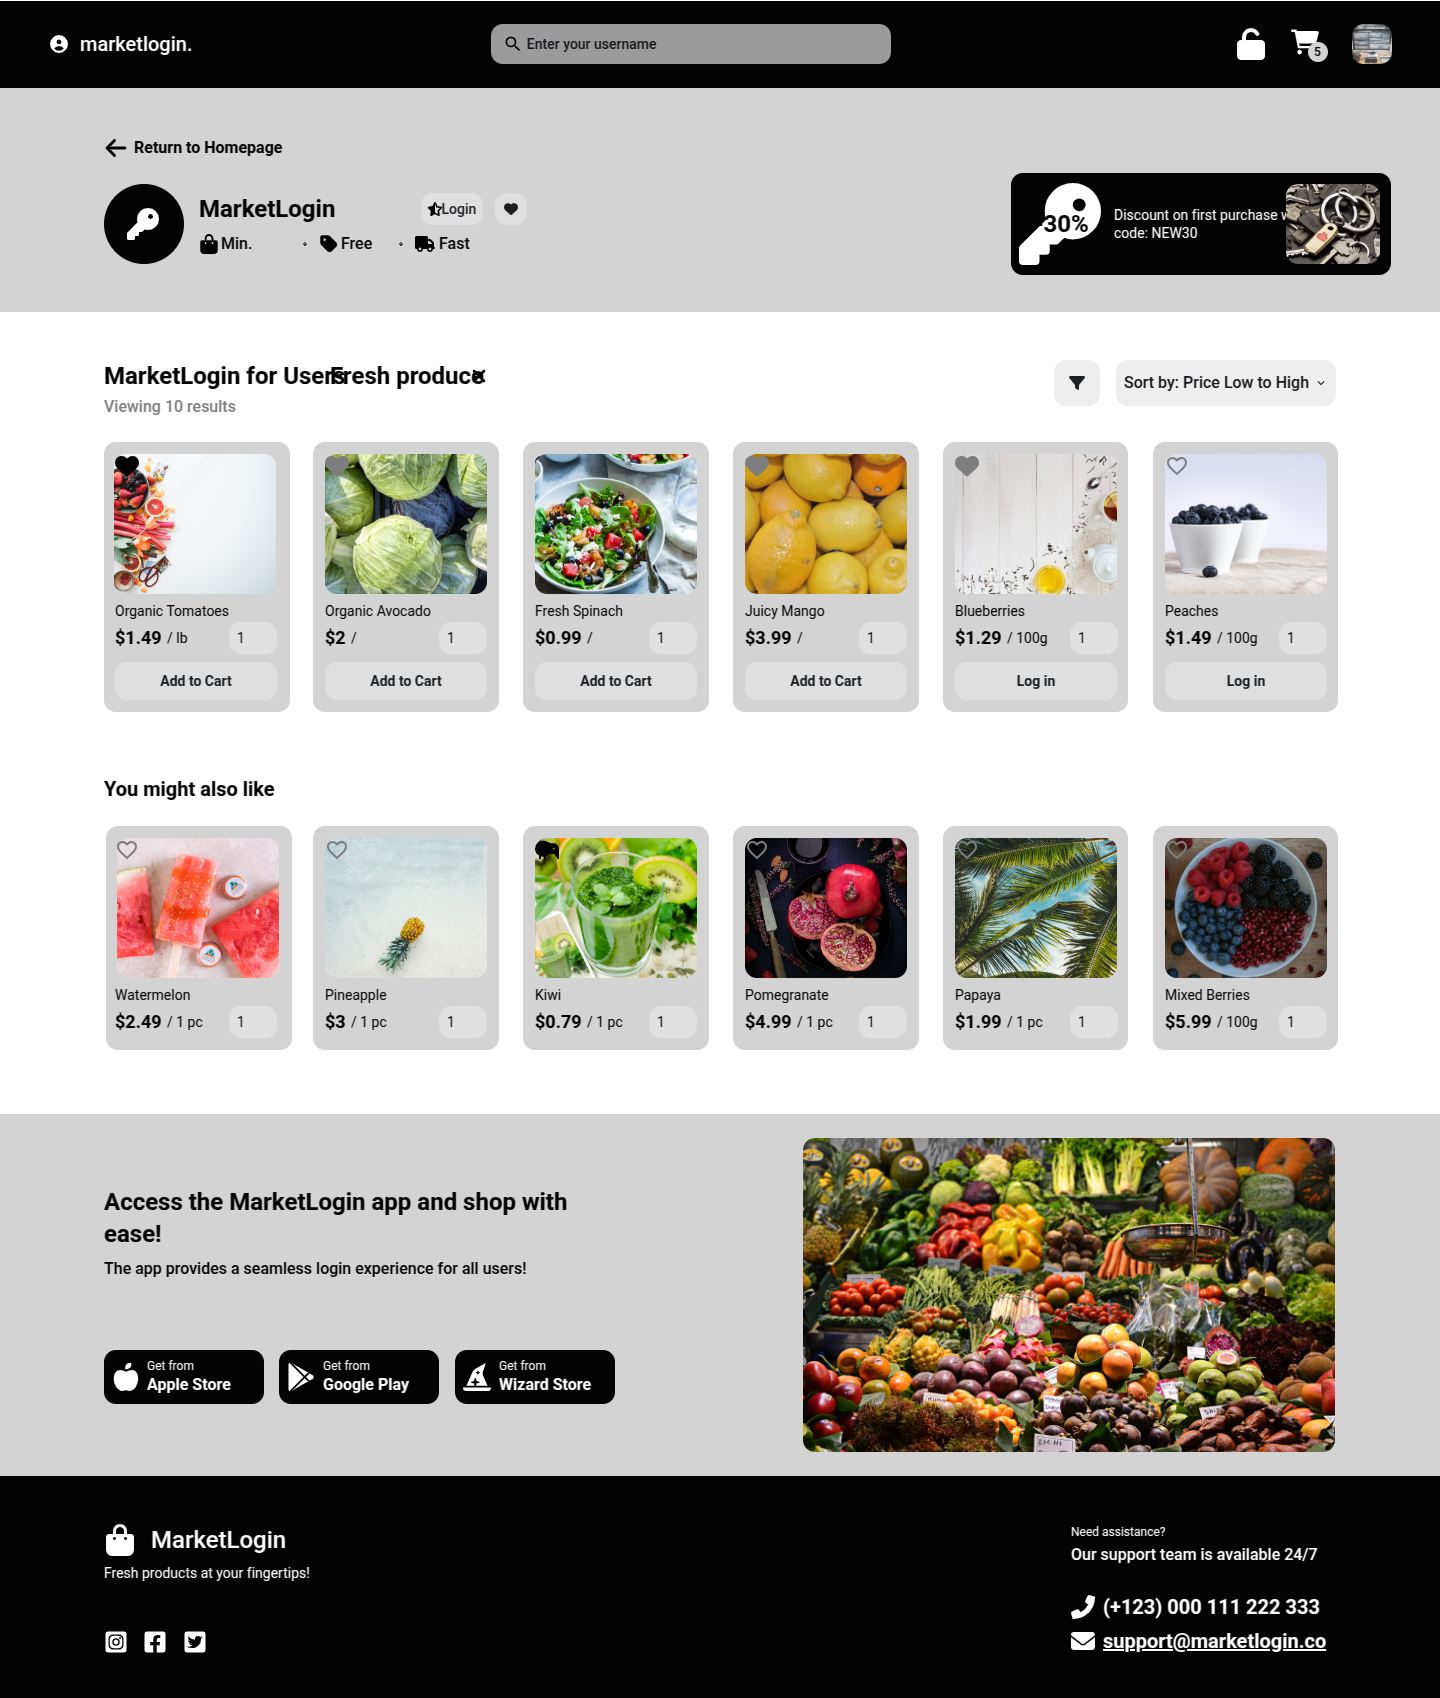 marketlogin.
Enter your username
5
Return to Homepage
MarketLogin
Login
Min.
Free
Fast
30%
Discount on first purchase w
code: NEW30
MarketLogin for Users
Fresh produce
Viewing 10 results
Sort by: Price Low to High
Organic Tomatoes
$1.49 / lb
1
Add to Cart
Organic Avocado
$2 /
1
Add to Cart
Fresh Spinach
$0.99 /
1
Add to Cart
Juicy Mango
$3.99 /
1
Add to Cart
Blueberries
$1.29 / 100g
1
Log in
Peaches
$1.49 / 100g
1
Log in
You might also like
Watermelon
$2.49 / 1 pc
1
Pineapple
$3 / 1 pc
1
Kiwi
$0.79 / 1 pc
1
Pomegranate
$4.99 / 1 pc
1
Papaya
$1.99 / 1 pc
1
Mixed Berries
$5.99 / 100g
1
Access the MarketLogin app and shop with
ease!
The app provides a seamless login experience for all users!
Get from
Apple Store
Get from
Google Play
Get from
Wizard Store
MarketLogin
Fresh products at your fingertips!
Need assistance?
Our support team is available 24/7
(+123) 000 111 222 333
support@marketlogin.co